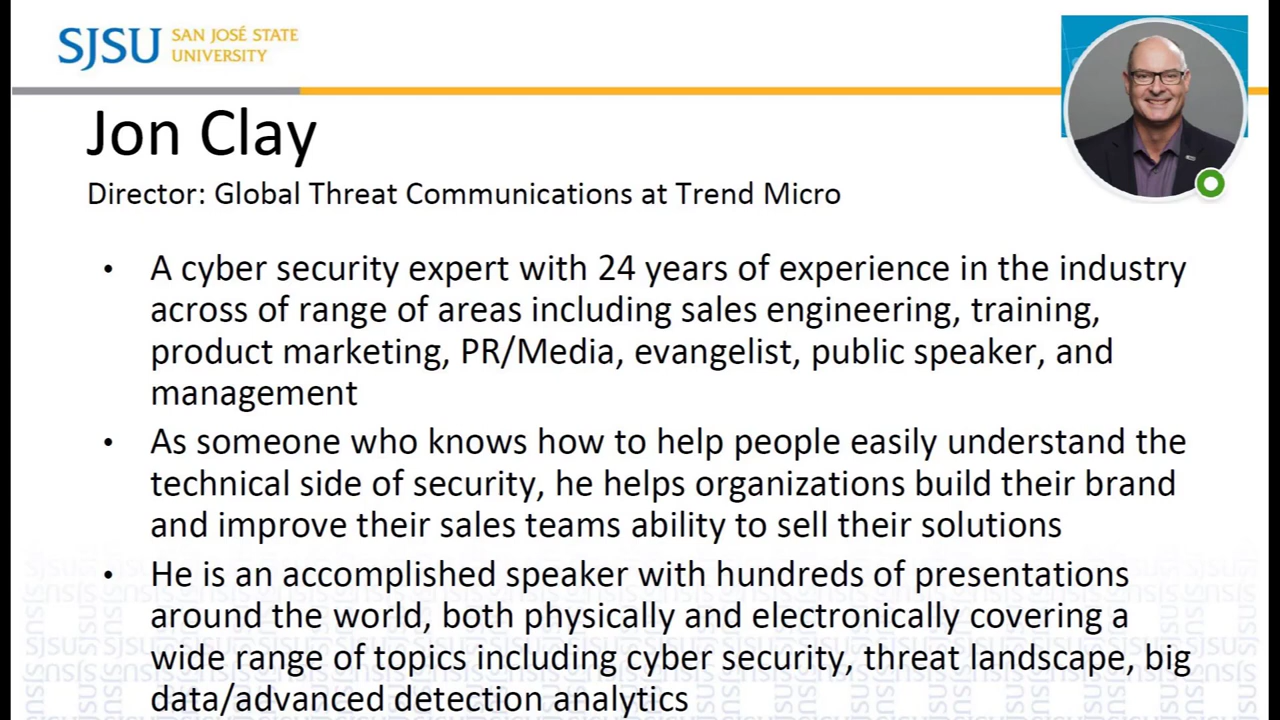 SJSU SAN JOSÉ STATE
UNIVERSITY
Jon Clay
Director: Global Threat Communications at Trend Micro
• A cyber security expert with 24 years of experience in the industry
across of range of areas including sales engineering, training,
product marketing, PR/Media, evangelist, public speaker, and
management
• As someone who knows how to help people easily understand the
technical side of security, he helps organizations build their brand
and improve their sales teams ability to sell their solutions
• He is an accomplished speaker with hundreds of presentations
around the world, both physically and electronically covering a
wide range of topics including cyber security, threat landscape, big
data/advanced detection analytics